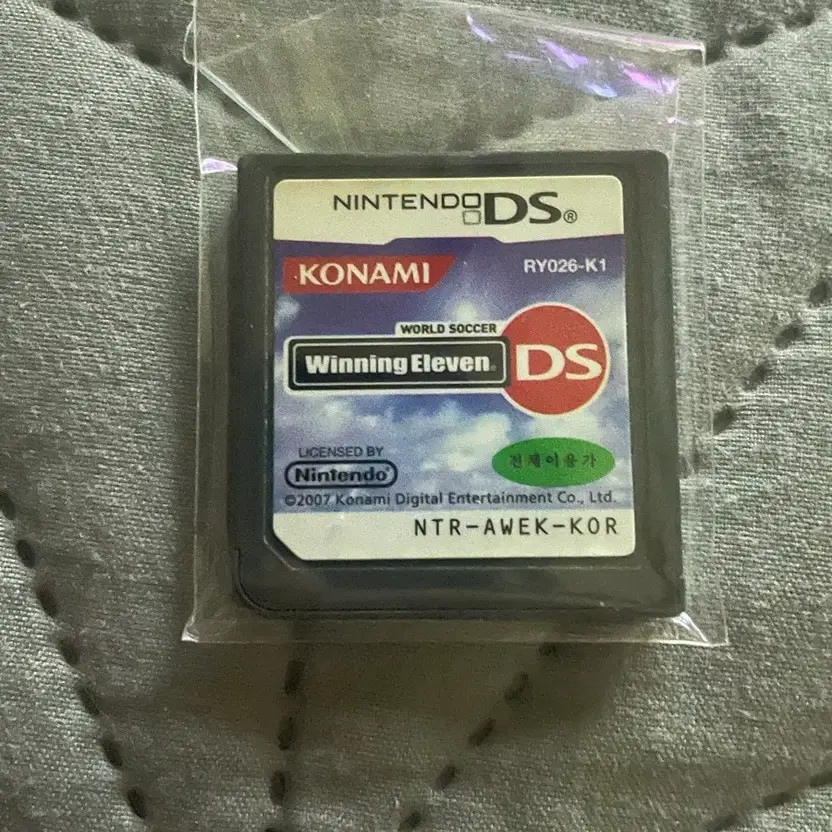 NINTENDO DS®
KONAMI
RY026-K1
WORLD SOCCER
Winning Eleven® DS
전체이용가
LICENSED BY
Nintendo®
©2007 Konami Digital Entertainment Co., Ltd.
NTR-AWEK-KOR